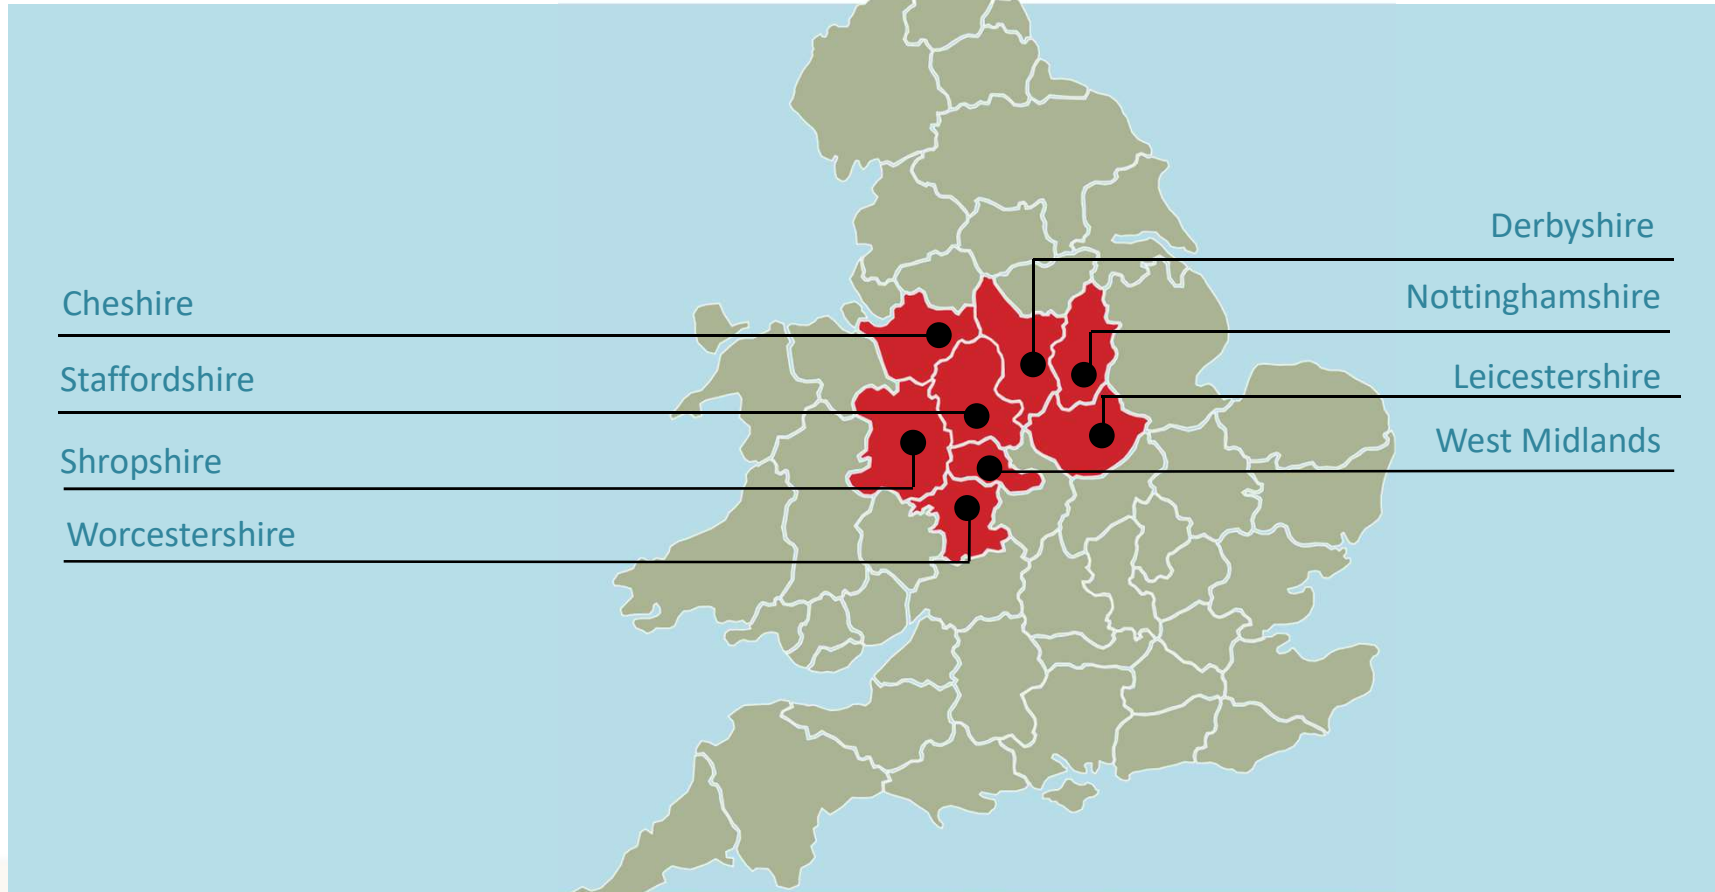 Cheshire
Staffordshire
Shropshire
Worcestershire
Derbyshire
Nottinghamshire
Leicestershire
West Midlands